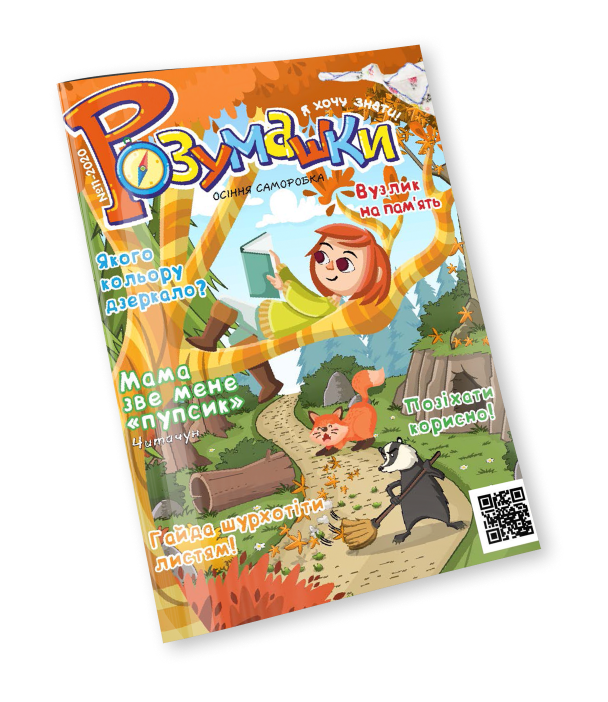 Я ХОЧУ ЗНАТИ!
Розумашки
№11-2020
ОСІННЯ САМОРОБКА
Вузлик
на пам'ять
Якого
кольору
дзеркало?
Мама
зве мене
«пупсик»
Читачун
Позіхати
корисно!
Гайда шурхотіти
листям!